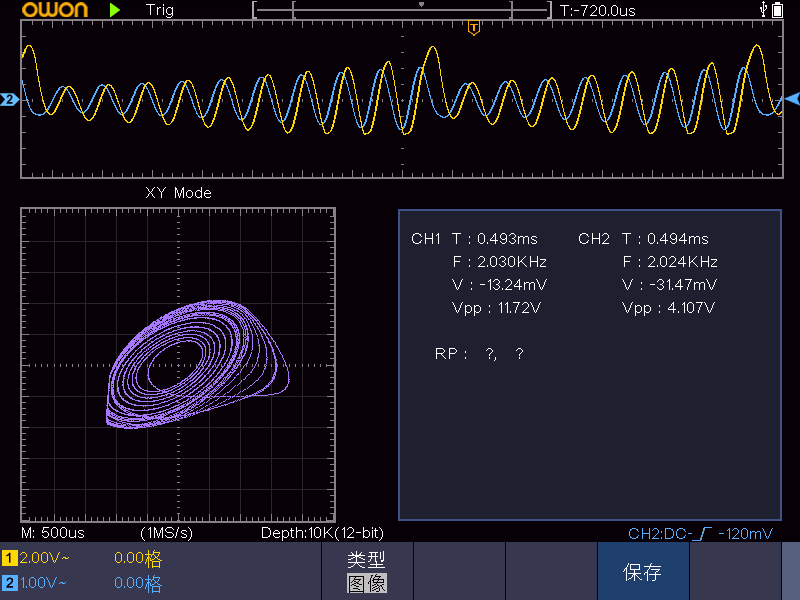 OWON Trig T:-720.0us
T
2
XY Mode
CH1 T : 0.493ms CH2 T : 0.494ms
F : 2.030KHz F : 2.024KHz
V : -13.24mV V : -31.47mV
Vpp : 11.72V Vpp : 4.107V
RP : ?, ?
M: 500us (1MS/s) Depth:10K(12-bit) CH2:DC- -120mV
1 2.00V~ 0.00格 类型
2 1.00V~ 0.00格 图像
保存